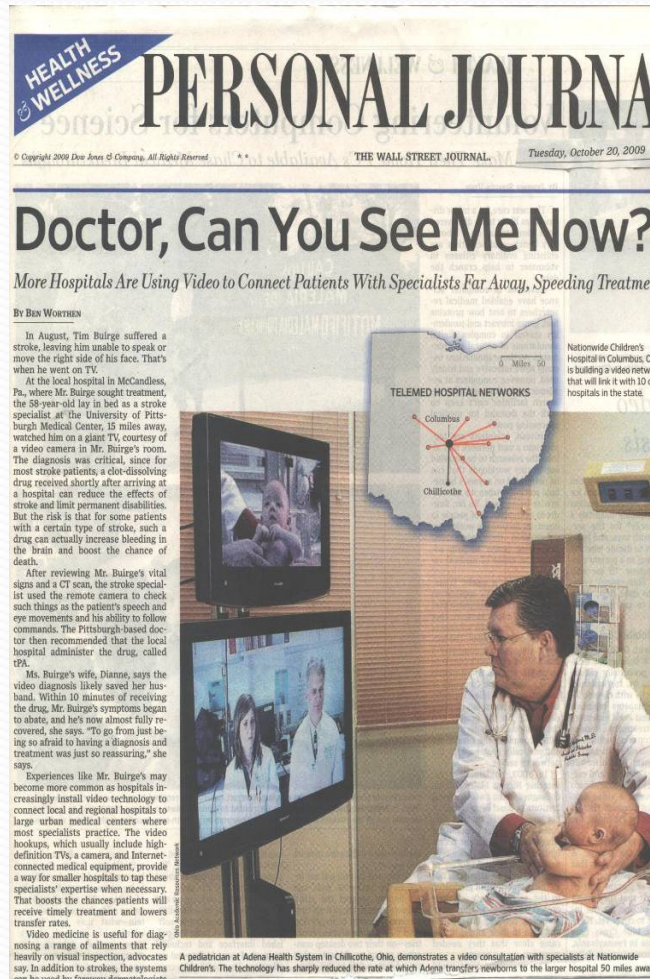 HEALTH
& WELLNESS
PERSONAL JOURNA
© Copyright 2009 Dow Jones & Company. All Rights Reserved
* *
THE WALL STREET JOURNAL.
Tuesday, October 20, 2009
Doctor, Can You See Me Now?
More Hospitals Are Using Video to Connect Patients With Specialists Far Away, Speeding Treatme
BY BEN WORTHEN
In August, Tim Buirge suffered a
stroke, leaving him unable to speak or
move the right side of his face. That's
when he went on TV.
At the local hospital in McCandless,
Pa., where Mr. Buirge sought treatment,
the 58-year-old lay in bed as a stroke
specialist at the University of Pitts-
burgh Medical Center, 15 miles away,
watched him on a giant TV, courtesy of
a video camera in Mr. Buirge's room.
The diagnosis was critical, since for
most stroke patients, a clot-dissolving
drug received shortly after arriving at
a hospital can reduce the effects of
stroke and limit permanent disabilities.
But the risk is that for some patients
with a certain type of stroke, such a
drug can actually increase bleeding in
the brain and boost the chance of
death.
After reviewing Mr. Buirge's vital
signs and a CT scan, the stroke special-
ist used the remote camera to check
such things as the patient's speech and
eye movements and his ability to follow
commands. The Pittsburgh-based doc-
tor then recommended that the local
hospital administer the drug, called
tPA.
Ms. Buirge's wife, Dianne, says the
video diagnosis likely saved her hus-
band. Within 10 minutes of receiving
the drug, Mr. Buirge's symptoms began
to abate, and he's now almost fully re-
covered, she says. "To go from just be-
ing so afraid to having a diagnosis and
treatment was just so reassuring," she
says.
Experiences like Mr. Buirge's may
become more common as hospitals in-
creasingly install video technology to
connect local and regional hospitals to
large urban medical centers where
most specialists practice. The video
hookups, which usually include high-
definition TVs, a camera, and Internet-
connected medical equipment, provide
a way for smaller hospitals to tap these
specialists' expertise when necessary.
That boosts the chances patients will
receive timely treatment and lowers
transfer rates.
Video medicine is useful for diag-
nosing a range of ailments that rely
heavily on visual inspection, advocates
say. In addition to strokes, the systems
0 Miles 50
TELEMED HOSPITAL NETWORKS
Columbus
Chillicothe
Nationwide Children's
Hospital in Columbus, O
is building a video netw
that will link it with 10 o
hospitals in the state.
Ohio Academic Resources Network
A pediatrician at Adena Health System in Chillicothe, Ohio, demonstrates a video consultation with specialists at Nationwide
Children's. The technology has sharply reduced the rate at which Adena transfers newborns to the larger hospital 50 miles awa